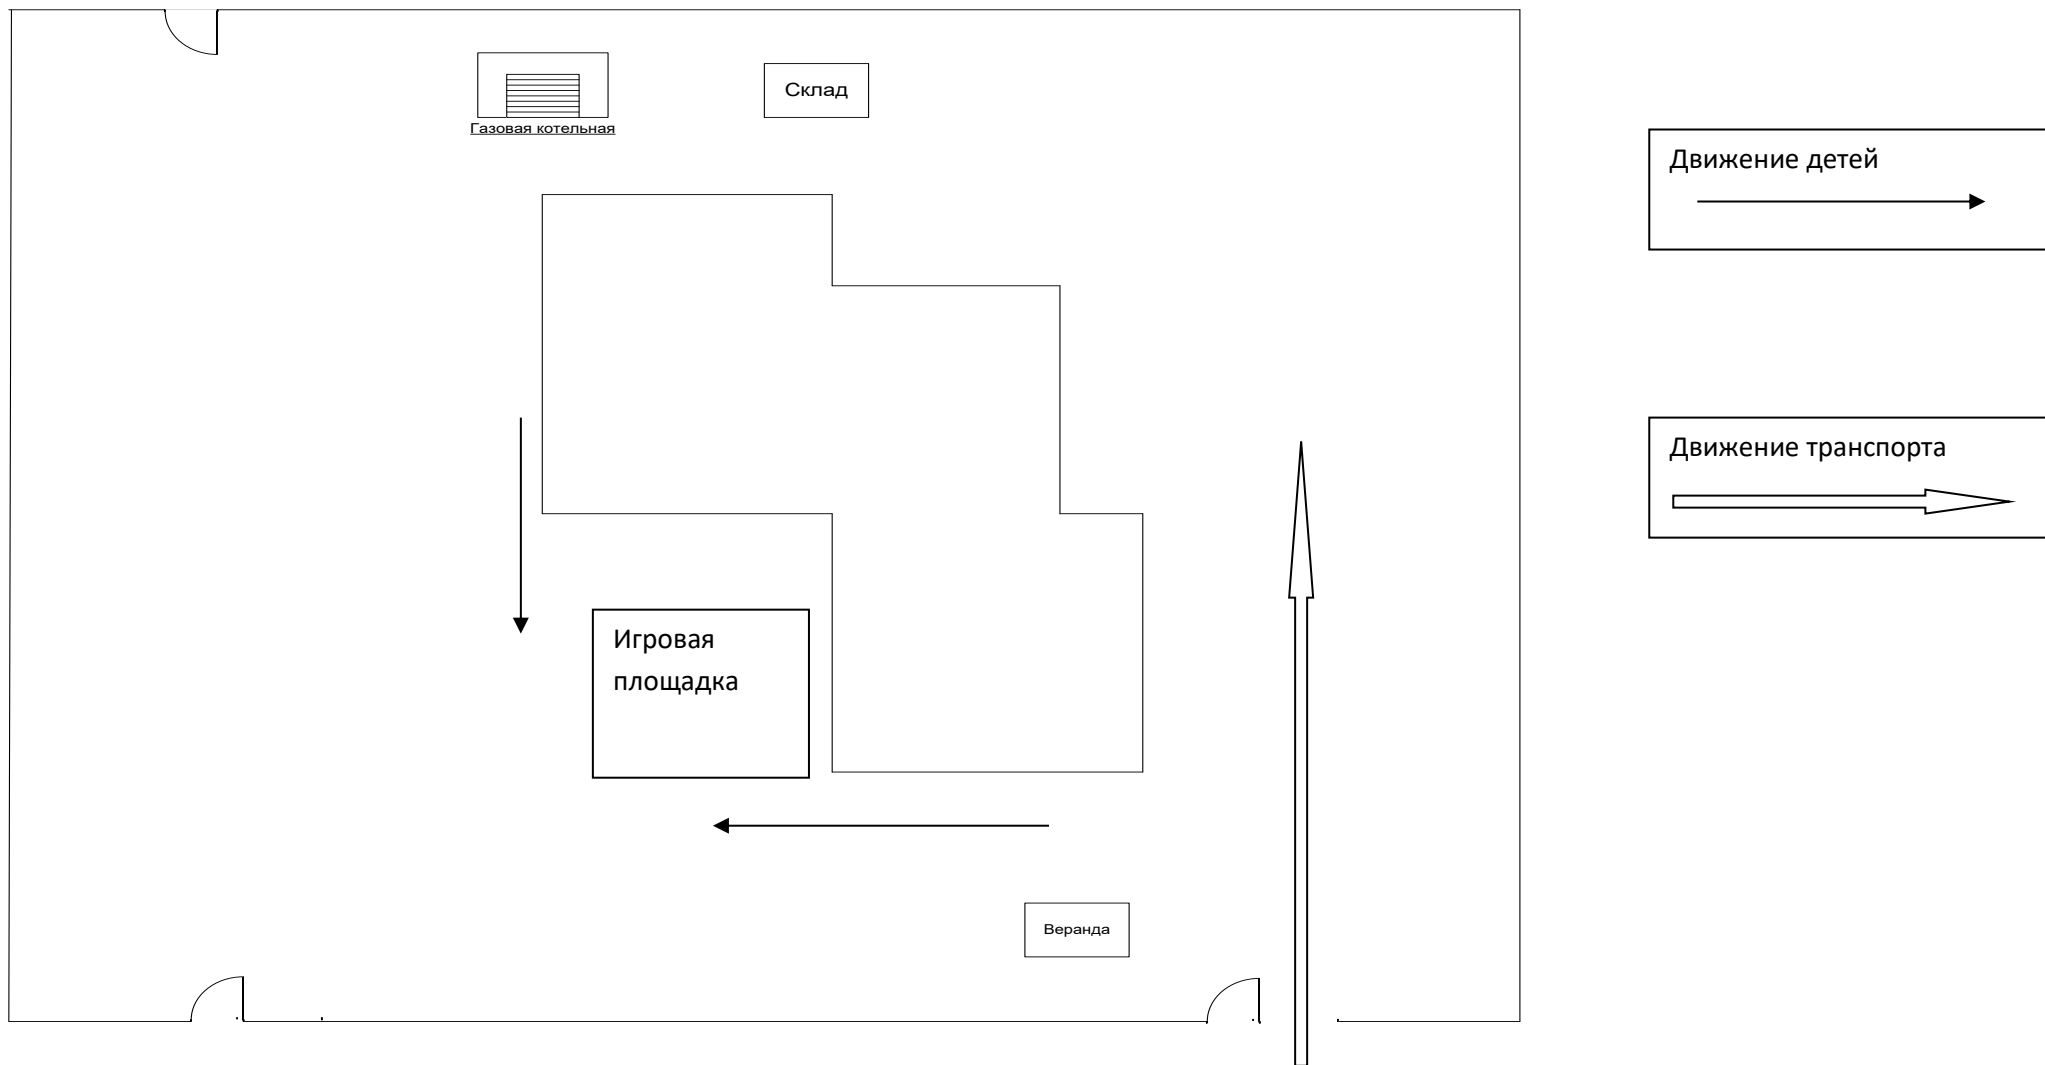 Склад
Газовая котельная
Движение детей
Движение транспорта
Игровая
площадка
Веранда